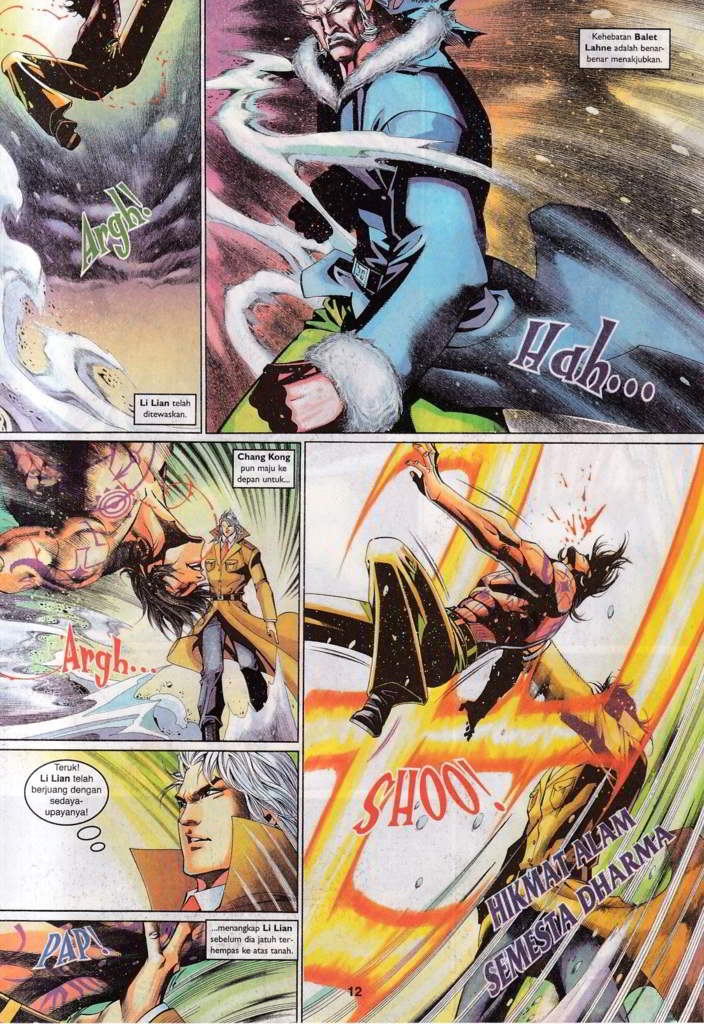 Argh!
Li Lian telah
ditewaskan.
Kehebatan Balet
Lahne adalah benar-
benar menakjubkan.
Hah...
Chang Kong
pun maju ke
depan untuk...
Argh...
Teruk!
Li Lian telah
berjuang dengan
sedaya-
upayanya!
PAP!
...menangkap Li Lian
sebelum dia jatuh ter-
hempas ke atas tanah.
SHOO!
HIKMAT ALAM
SEMESTA DHARMA
12